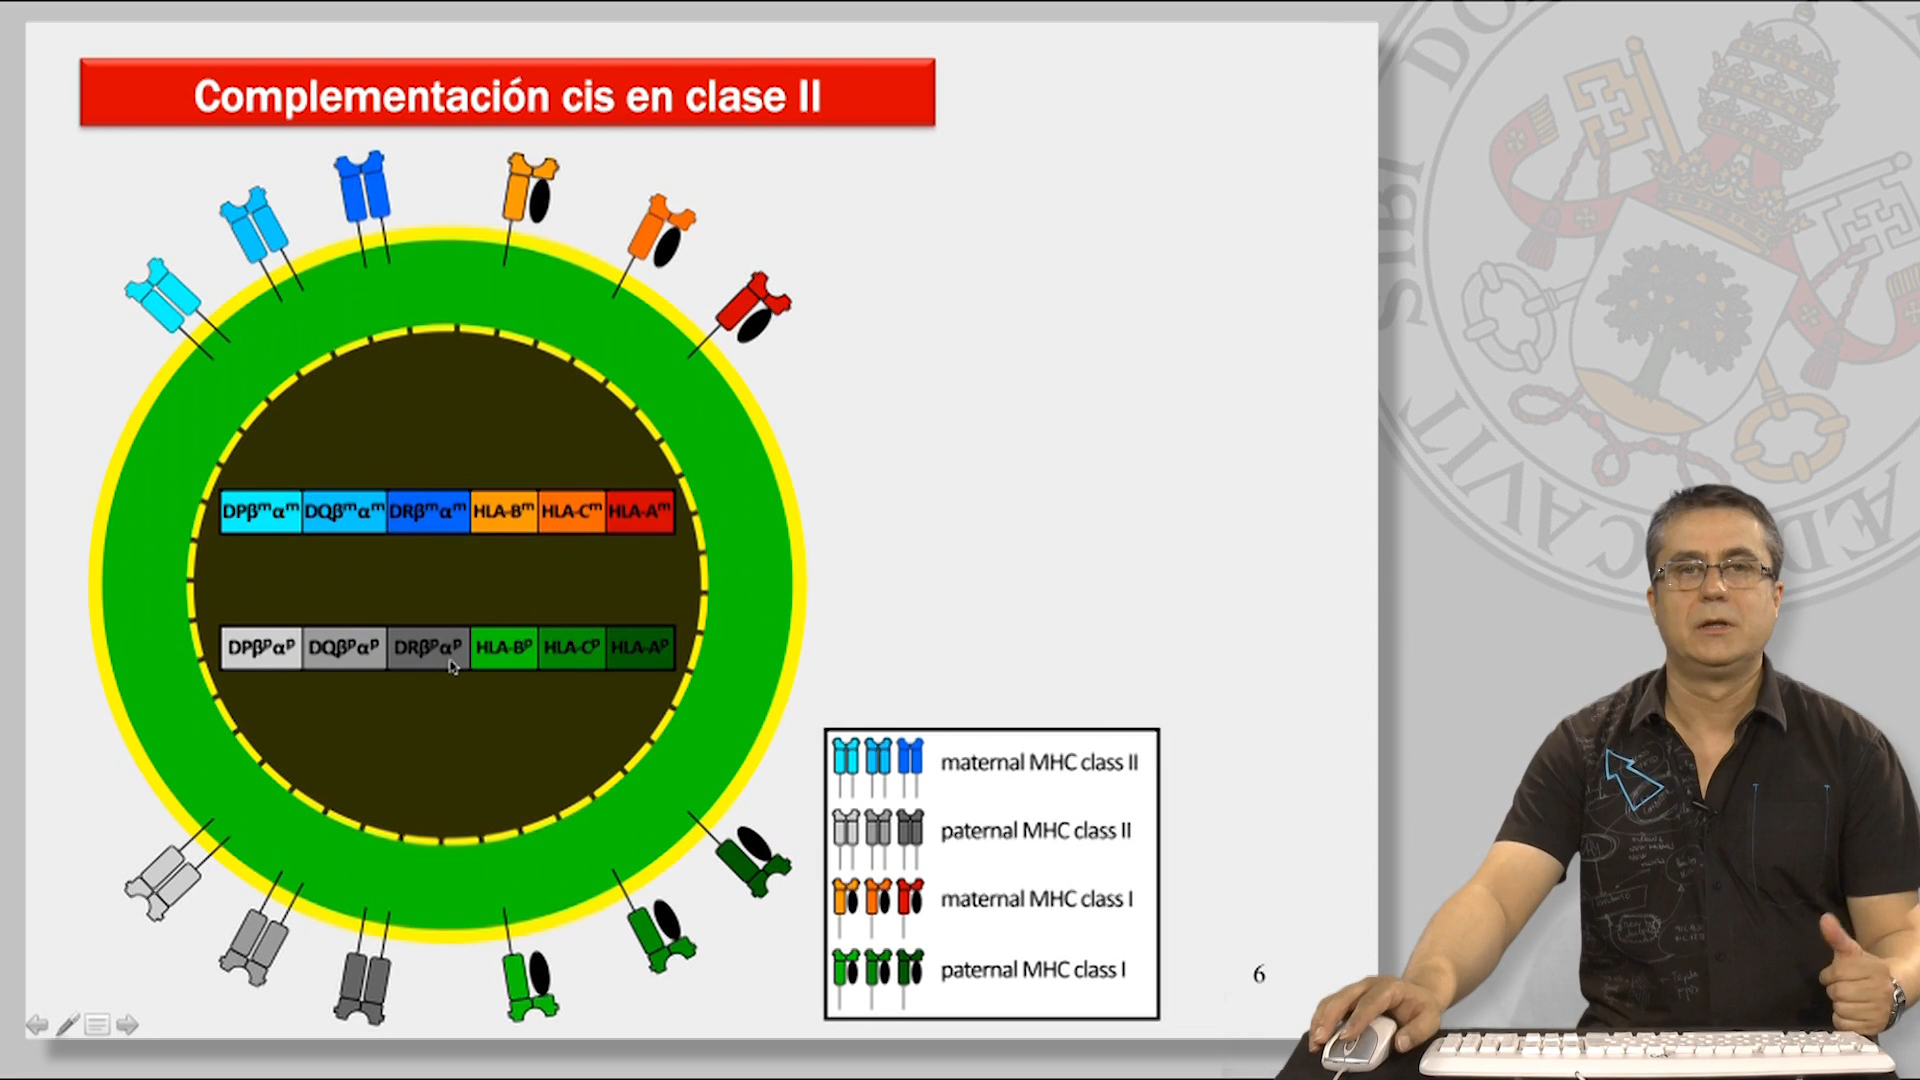 Complementación cis en clase II
DPβᵐαᵐ DQβᵐαᵐ DRβᵐαᵐ HLA-Bᵐ HLA-Cᵐ HLA-Aᵐ
DPβᵖαᵖ DQβᵖαᵖ DRβᵖαᵖ HLA-Bᵖ HLA-Cᵖ HLA-Aᵖ
maternal MHC class II
paternal MHC class II
maternal MHC class I
paternal MHC class I
6
SIBI